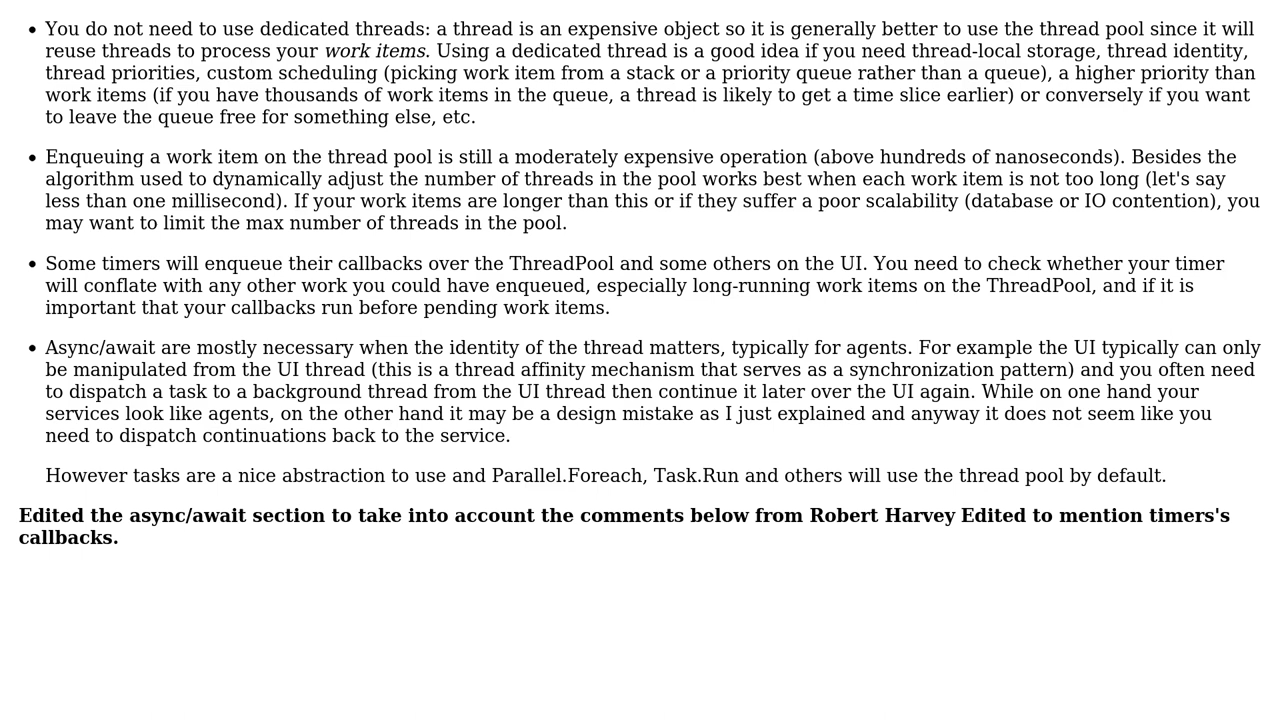 • You do not need to use dedicated threads: a thread is an expensive object so it is generally better to use the thread pool since it will
reuse threads to process your work items. Using a dedicated thread is a good idea if you need thread-local storage, thread identity,
thread priorities, custom scheduling (picking work item from a stack or a priority queue rather than a queue), a higher priority than
work items (if you have thousands of work items in the queue, a thread is likely to get a time slice earlier) or conversely if you want
to leave the queue free for something else, etc.
• Enqueuing a work item on the thread pool is still a moderately expensive operation (above hundreds of nanoseconds). Besides the
algorithm used to dynamically adjust the number of threads in the pool works best when each work item is not too long (let's say
less than one millisecond). If your work items are longer than this or if they suffer a poor scalability (database or IO contention), you
may want to limit the max number of threads in the pool.
• Some timers will enqueue their callbacks over the ThreadPool and some others on the UI. You need to check whether your timer
will conflate with any other work you could have enqueued, especially long-running work items on the ThreadPool, and if it is
important that your callbacks run before pending work items.
• Async/await are mostly necessary when the identity of the thread matters, typically for agents. For example the UI typically can only
be manipulated from the UI thread (this is a thread affinity mechanism that serves as a synchronization pattern) and you often need
to dispatch a task to a background thread from the UI thread then continue it later over the UI again. While on one hand your
services look like agents, on the other hand it may be a design mistake as I just explained and anyway it does not seem like you
need to dispatch continuations back to the service.
However tasks are a nice abstraction to use and Parallel.Foreach, Task.Run and others will use the thread pool by default.
Edited the async/await section to take into account the comments below from Robert Harvey Edited to mention timers's
callbacks.